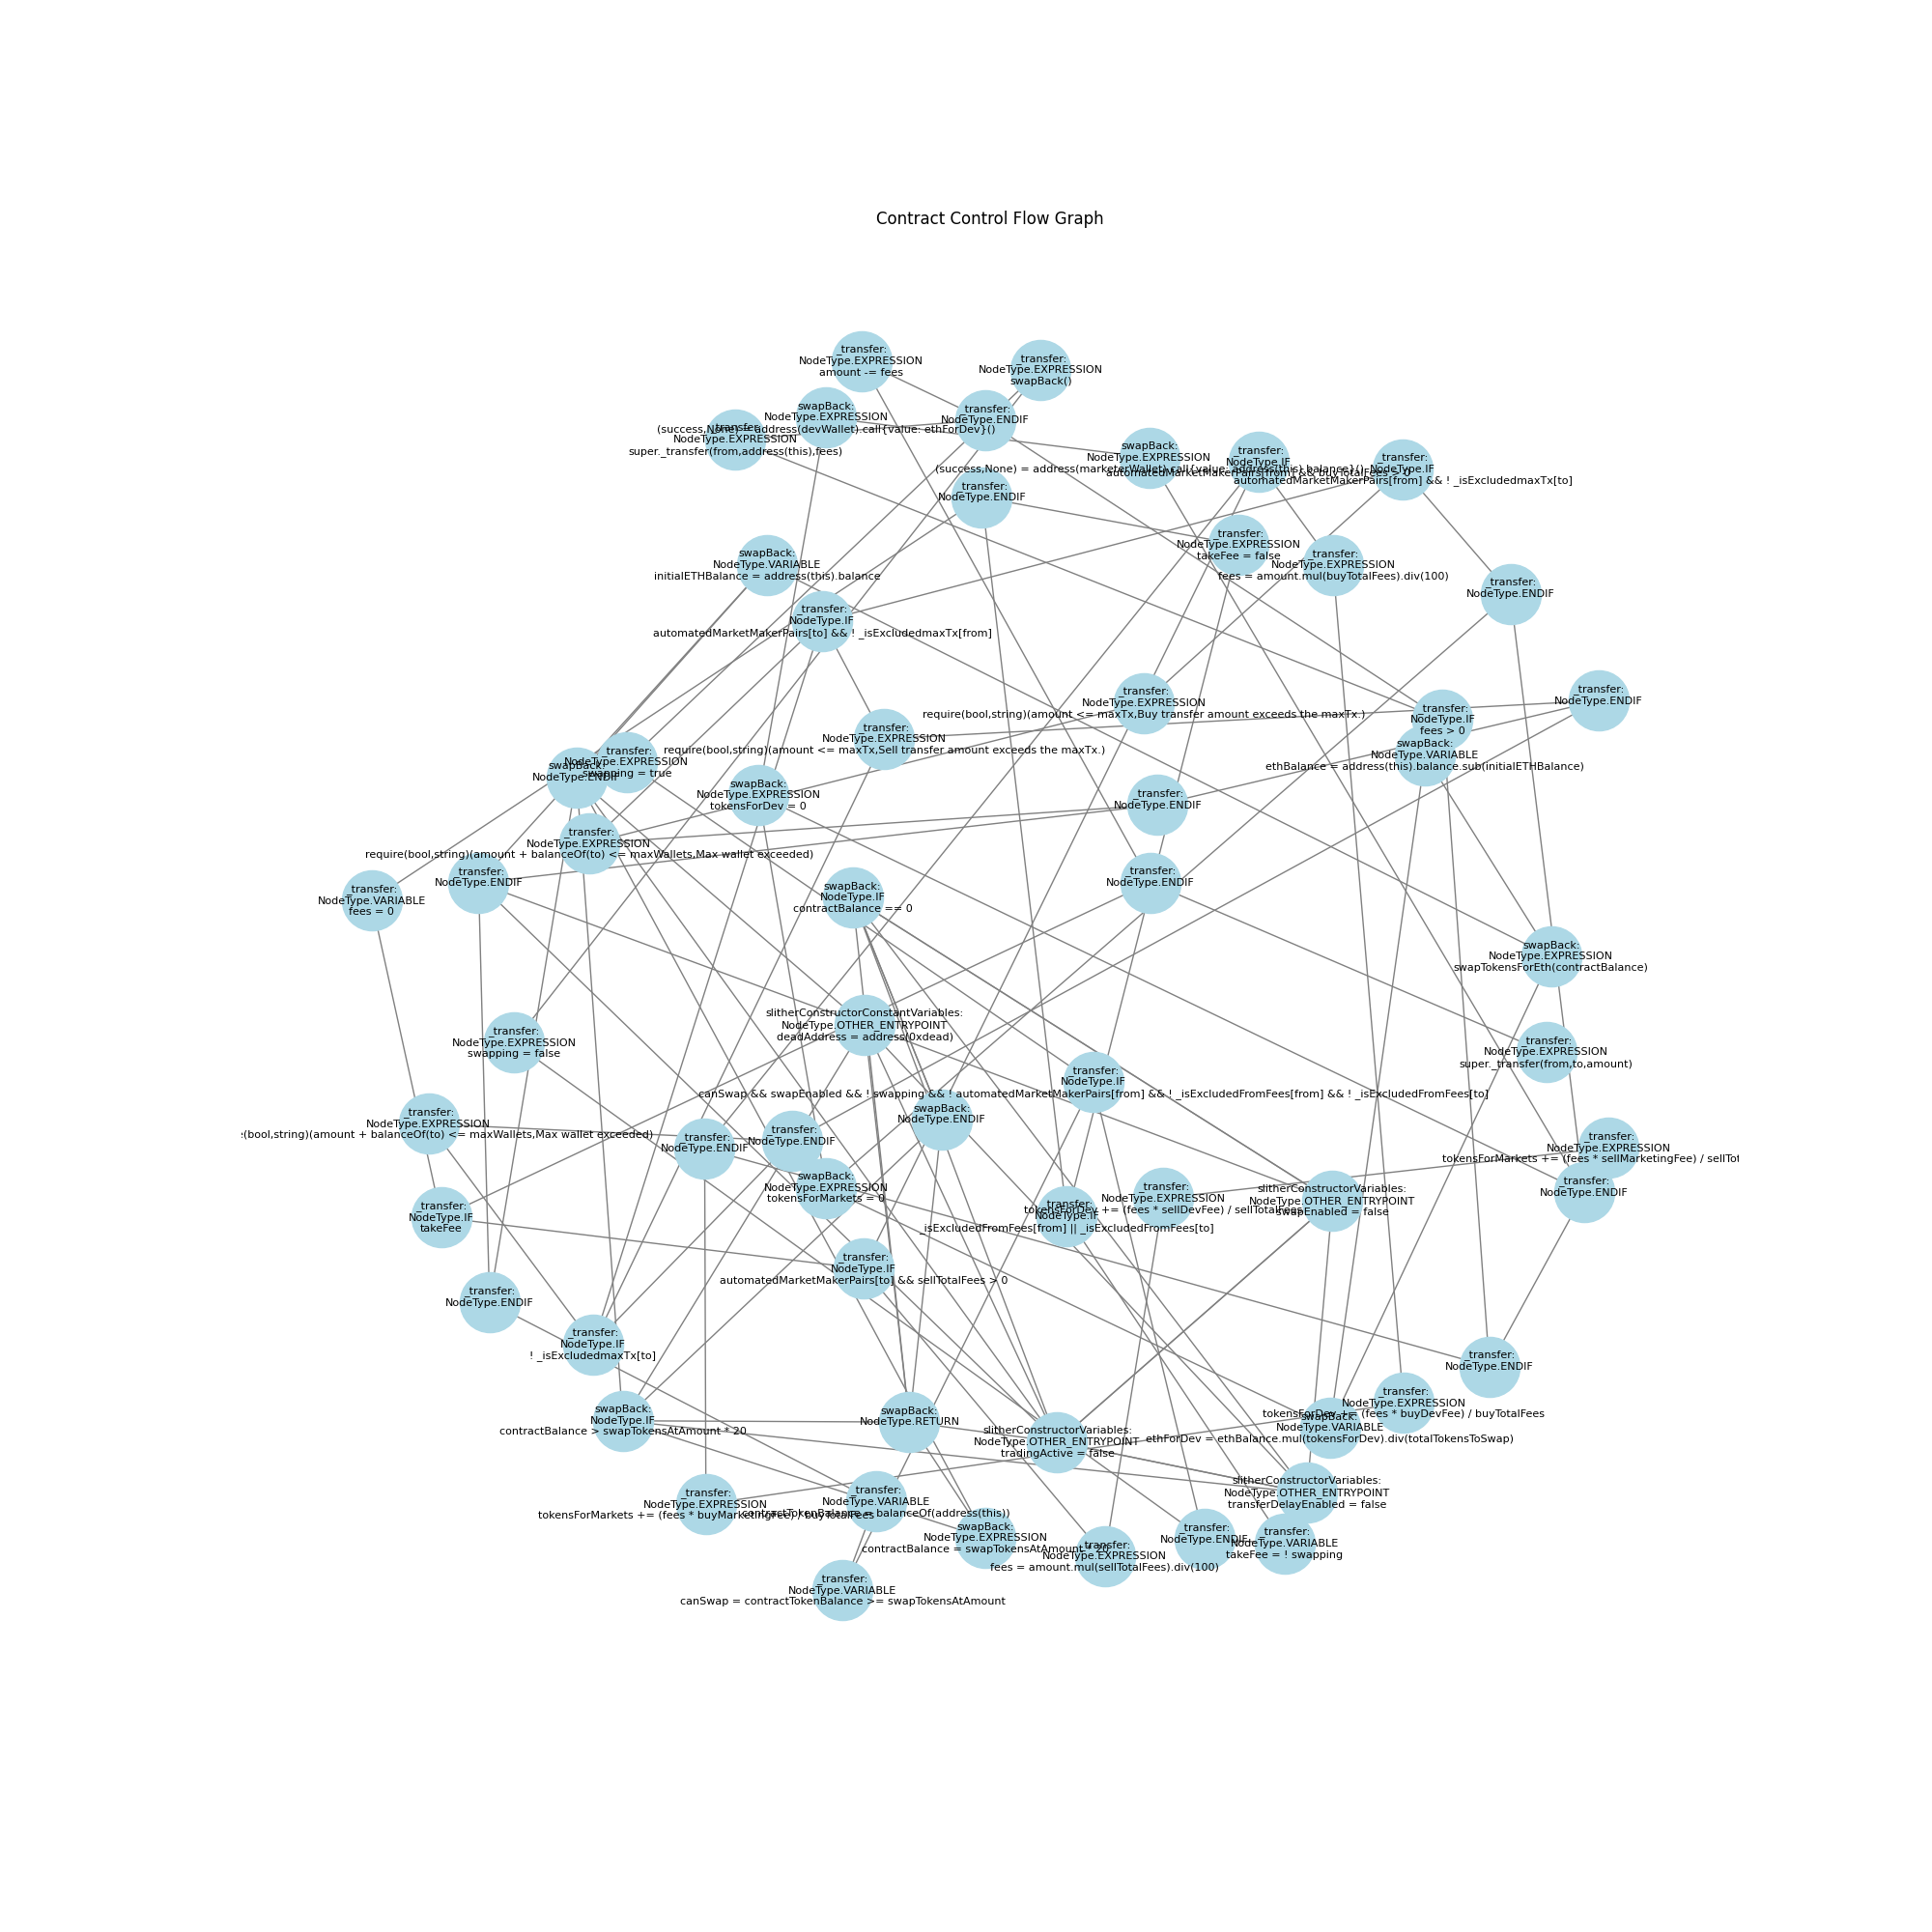 Contract Control Flow Graph
_transfer:
NodeType.EXPRESSION
amount -= fees
_transfer:
NodeType.EXPRESSION
swapBack()
swapBack:
NodeType.EXPRESSION
(success,None) = address(devWallet).call{value: ethForDev}()
_transfer:
NodeType.ENDIF
_transfer:
NodeType.EXPRESSION
super._transfer(from,address(this),fees)
swapBack:
NodeType.EXPRESSION
(success,None) = address(marketerWallet).call{value: address(this).balance}()
_transfer:
NodeType.IF
automatedMarketMakerPairs[from] && buyTotalFees > 0
_transfer:
NodeType.IF
automatedMarketMakerPairs[from] && ! _isExcludedmaxTx[to]
_transfer:
NodeType.ENDIF
_transfer:
NodeType.EXPRESSION
takeFee = false
swapBack:
NodeType.VARIABLE
initialETHBalance = address(this).balance
_transfer:
NodeType.EXPRESSION
fees = amount.mul(buyTotalFees).div(100)
_transfer:
NodeType.ENDIF
_transfer:
NodeType.IF
automatedMarketMakerPairs[to] && ! _isExcludedmaxTx[from]
_transfer:
NodeType.EXPRESSION
require(bool,string)(amount <= maxTx,Buy transfer amount exceeds the maxTx.)
_transfer:
NodeType.ENDIF
_transfer:
NodeType.IF
fees > 0
_transfer:
NodeType.EXPRESSION
require(bool,string)(amount <= maxTx,Sell transfer amount exceeds the maxTx.)
swapBack:
NodeType.VARIABLE
ethBalance = address(this).balance.sub(initialETHBalance)
_transfer:
NodeType.EXPRESSION
swapping = true
swapBack:
NodeType.ENDIF
swapBack:
NodeType.EXPRESSION
tokensForDev = 0
_transfer:
NodeType.ENDIF
_transfer:
NodeType.EXPRESSION
require(bool,string)(amount + balanceOf(to) <= maxWallets,Max wallet exceeded)
_transfer:
NodeType.ENDIF
_transfer:
NodeType.ENDIF
_transfer:
NodeType.VARIABLE
fees = 0
swapBack:
NodeType.IF
contractBalance == 0
swapBack:
NodeType.EXPRESSION
swapTokensForEth(contractBalance)
slitherConstructorConstantVariables:
NodeType.OTHER_ENTRYPOINT
deadAddress = address(0xdead)
_transfer:
NodeType.EXPRESSION
swapping = false
_transfer:
NodeType.EXPRESSION
super._transfer(from,to,amount)
_transfer:
NodeType.IF
canSwap && swapEnabled && ! swapping && ! automatedMarketMakerPairs[from] && ! _isExcludedFromFees[from] && ! _isExcludedFromFees[to]
_transfer:
NodeType.EXPRESSION
:(bool,string)(amount + balanceOf(to) <= maxWallets,Max wallet exceeded)
swapBack:
NodeType.ENDIF
_transfer:
NodeType.ENDIF
_transfer:
NodeType.ENDIF
_transfer:
NodeType.EXPRESSION
tokensForMarkets += (fees * sellMarketingFee) / sellTot
swapBack:
NodeType.EXPRESSION
tokensForMarkets = 0
_transfer:
NodeType.EXPRESSION
tokensForDev += (fees * sellDevFee) / sellTotalFees
_transfer:
NodeType.IF
_isExcludedFromFees[from] || _isExcludedFromFees[to]
slitherConstructorVariables:
NodeType.OTHER_ENTRYPOINT
swapEnabled = false
_transfer:
NodeType.ENDIF
_transfer:
NodeType.IF
takeFee
_transfer:
NodeType.IF
automatedMarketMakerPairs[to] && sellTotalFees > 0
_transfer:
NodeType.ENDIF
_transfer:
NodeType.IF
! _isExcludedmaxTx[to]
_transfer:
NodeType.ENDIF
swapBack:
NodeType.IF
contractBalance > swapTokensAtAmount * 20
swapBack:
NodeType.RETURN
slitherConstructorVariables:
NodeType.OTHER_ENTRYPOINT
tradingActive = false
_transfer:
NodeType.EXPRESSION
tokensForDev += (fees * buyDevFee) / buyTotalFees
swapBack:
NodeType.VARIABLE
ethForDev = ethBalance.mul(tokensForDev).div(totalTokensToSwap)
slitherConstructorVariables:
NodeType.OTHER_ENTRYPOINT
transferDelayEnabled = false
_transfer:
NodeType.EXPRESSION
tokensForMarkets += (fees * buyMarketingFee) / buyTotalFees
_transfer:
NodeType.VARIABLE
contractTokenBalance = balanceOf(address(this))
swapBack:
NodeType.EXPRESSION
contractBalance = swapTokensAtAmount * 20
_transfer:
NodeType.EXPRESSION
fees = amount.mul(sellTotalFees).div(100)
_transfer:
NodeType.ENDIF
_transfer:
NodeType.VARIABLE
takeFee = ! swapping
_transfer:
NodeType.VARIABLE
canSwap = contractTokenBalance >= swapTokensAtAmount